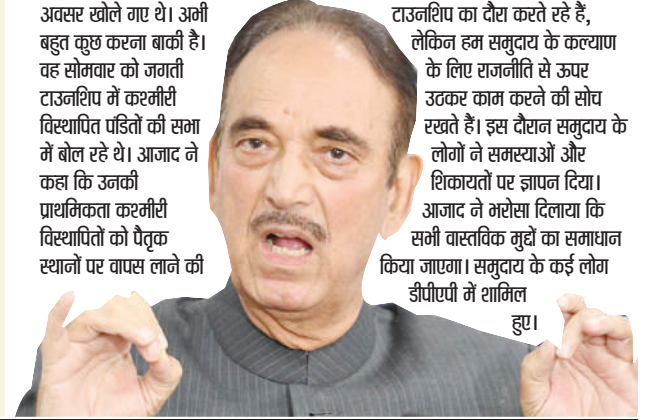 अवसर खोले गए थे। अभी
बहुत कुछ करना बाकी है।
वह सोमवार को जगती
टाउनशिप में कश्मीरी
विस्थापित पंडितों की सभा
में बोल रहे थे। आजाद ने
कहा कि उनकी
प्राथमिकता कश्मीरी
विस्थापितों को पैतृक
स्थानों पर वापस लाने की
टाउनशिप का दौरा करते रहे हैं,
लेकिन हम समुदाय के कल्याण
के लिए राजनीति से ऊपर
उठकर काम करने की सोच
रखते हैं। इस दौरान समुदाय के
लोगों ने समस्याओं और
शिकायतों पर ज्ञापन दिया।
आजाद ने भरोसा दिलाया कि
सभी वास्तविक मुद्दों का समाधान
किया जाएगा। समुदाय के कई लोग
डीपीएपी में शामिल
हुए।